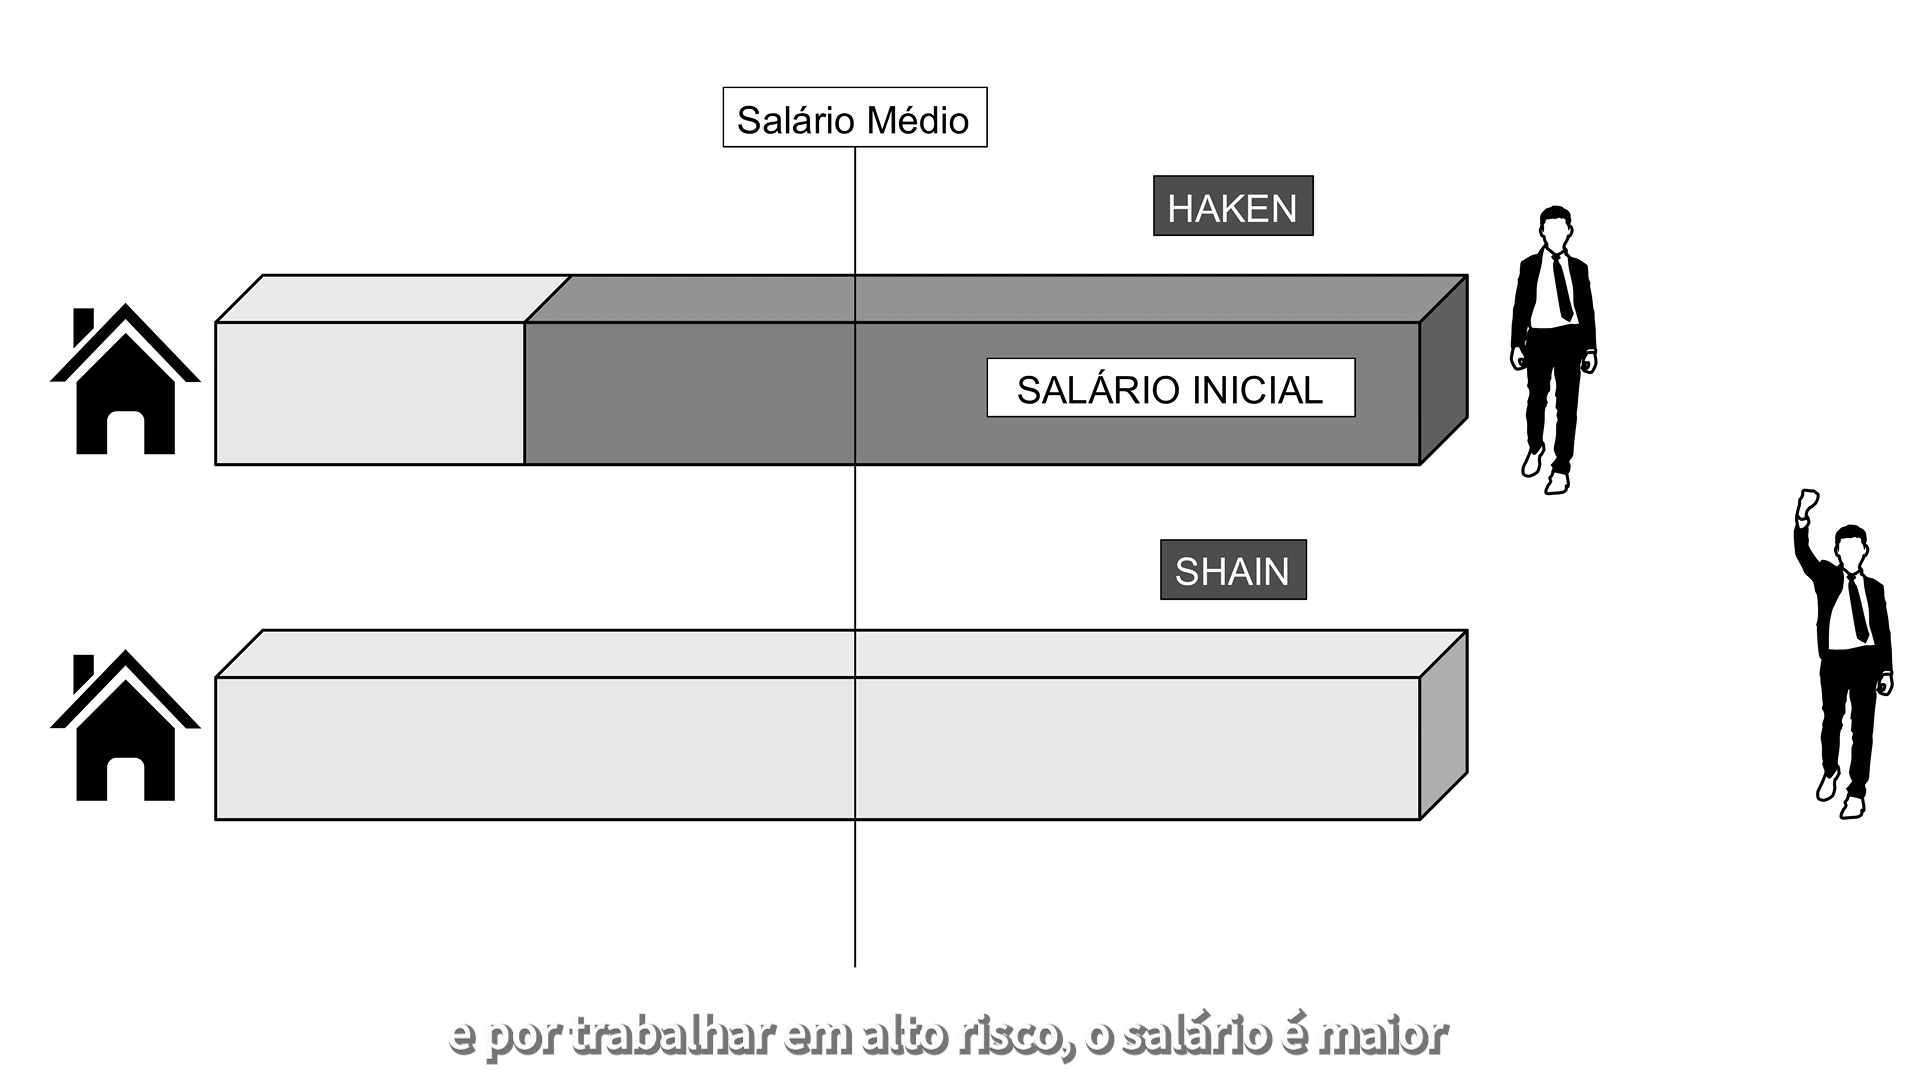 Salário Médio
HAKEN
SALÁRIO INICIAL
SHAIN
e por trabalhar em alto risco, o salário é maior